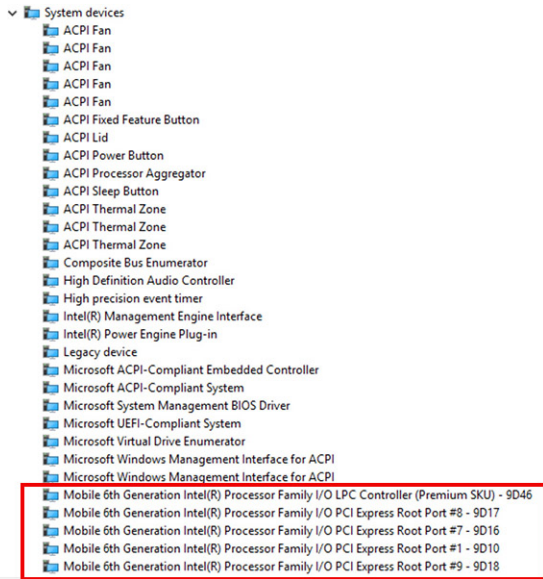 System devices
ACPI Fan
ACPI Fan
ACPI Fan
ACPI Fan
ACPI Fan
ACPI Fixed Feature Button
ACPI Lid
ACPI Power Button
ACPI Processor Aggregator
ACPI Sleep Button
ACPI Thermal Zone
ACPI Thermal Zone
ACPI Thermal Zone
Composite Bus Enumerator
High Definition Audio Controller
High precision event timer
Intel(R) Management Engine Interface
Intel(R) Power Engine Plug-in
Legacy device
Microsoft ACPI-Compliant Embedded Controller
Microsoft ACPI-Compliant System
Microsoft System Management BIOS Driver
Microsoft UEFI-Compliant System
Microsoft Virtual Drive Enumerator
Microsoft Windows Management Interface for ACPI
Microsoft Windows Management Interface for ACPI
Mobile 6th Generation Intel(R) Processor Family I/O LPC Controller (Premium SKU) - 9D46
Mobile 6th Generation Intel(R) Processor Family I/O PCI Express Root Port #8 - 9D17
Mobile 6th Generation Intel(R) Processor Family I/O PCI Express Root Port #7 - 9D16
Mobile 6th Generation Intel(R) Processor Family I/O PCI Express Root Port #1 - 9D10
Mobile 6th Generation Intel(R) Processor Family I/O PCI Express Root Port #9 - 9D18